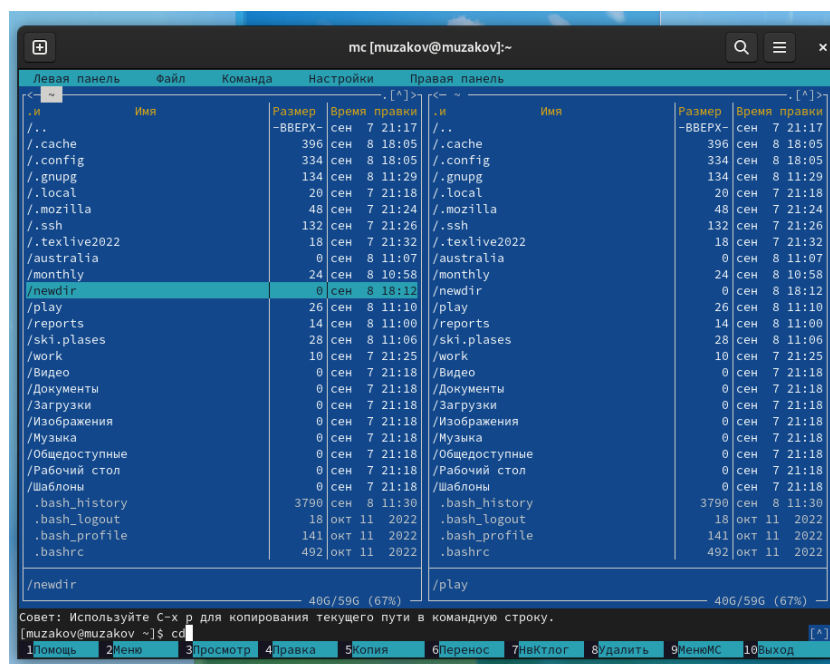 mc [muzakov@muzakov]:~
Левая панель Файл Команда Настройки Правая панель
<— ~ .[^]> <— ~ .[^]>
.и Имя Размер Время правки .и Имя Размер Время правки
/.. -ВВЕРХ- сен 7 21:17 /.. -ВВЕРХ- сен 7 21:17
/.cache 396 сен 8 18:05 /.cache 396 сен 8 18:05
/.config 334 сен 8 18:05 /.config 334 сен 8 18:05
/.gnupg 134 сен 8 11:29 /.gnupg 134 сен 8 11:29
/.local 20 сен 7 21:18 /.local 20 сен 7 21:18
/.mozilla 48 сен 7 21:24 /.mozilla 48 сен 7 21:24
/.ssh 132 сен 7 21:26 /.ssh 132 сен 7 21:26
/.texlive2022 18 сен 7 21:32 /.texlive2022 18 сен 7 21:32
/australia 0 сен 8 11:07 /australia 0 сен 8 11:07
/monthly 24 сен 8 10:58 /monthly 24 сен 8 10:58
/newdir 0 сен 8 18:12 /newdir 0 сен 8 18:12
/play 26 сен 8 11:10 /play 26 сен 8 11:10
/reports 14 сен 8 11:00 /reports 14 сен 8 11:00
/ski.plases 28 сен 8 11:06 /ski.plases 28 сен 8 11:06
/work 10 сен 7 21:25 /work 10 сен 7 21:25
/Видео 0 сен 7 21:18 /Видео 0 сен 7 21:18
/Документы 0 сен 7 21:18 /Документы 0 сен 7 21:18
/Загрузки 0 сен 7 21:18 /Загрузки 0 сен 7 21:18
/Изображения 0 сен 7 21:18 /Изображения 0 сен 7 21:18
/Музыка 0 сен 7 21:18 /Музыка 0 сен 7 21:18
/Общедоступные 0 сен 7 21:18 /Общедоступные 0 сен 7 21:18
/Рабочий стол 0 сен 7 21:18 /Рабочий стол 0 сен 7 21:18
/Шаблоны 0 сен 7 21:18 /Шаблоны 0 сен 7 21:18
.bash_history 3790 сен 8 11:30 .bash_history 3790 сен 8 11:30
.bash_logout 18 окт 11 2022 .bash_logout 18 окт 11 2022
.bash_profile 141 окт 11 2022 .bash_profile 141 окт 11 2022
.bashrc 492 окт 11 2022 .bashrc 492 окт 11 2022
/newdir /play
40G/59G (67%) 40G/59G (67%)
Совет: Используйте C-x p для копирования текущего пути в командную строку.
[muzakov@muzakov ~]$ cd [^]
1Помощь 2Меню 3Просмотр 4Правка 5Копия 6Перенос 7НвКтлог 8Удалить 9МенюMC 10Выход